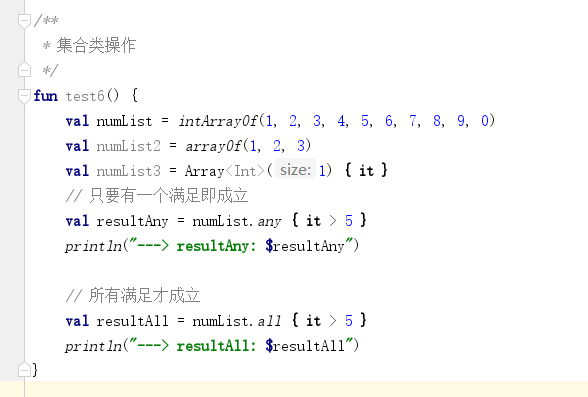 /**
* 集合类操作
*/
fun test6() {
val numList = intArrayOf(1, 2, 3, 4, 5, 6, 7, 8, 9, 0)
val numList2 = arrayOf(1, 2, 3)
val numList3 = Array<Int>( size: 1) { it }
// 只要有一个满足即成立
val resultAny = numList.any { it > 5 }
println("---> resultAny: $resultAny")
// 所有满足才成立
val resultAll = numList.all { it > 5 }
println("---> resultAll: $resultAll")
}